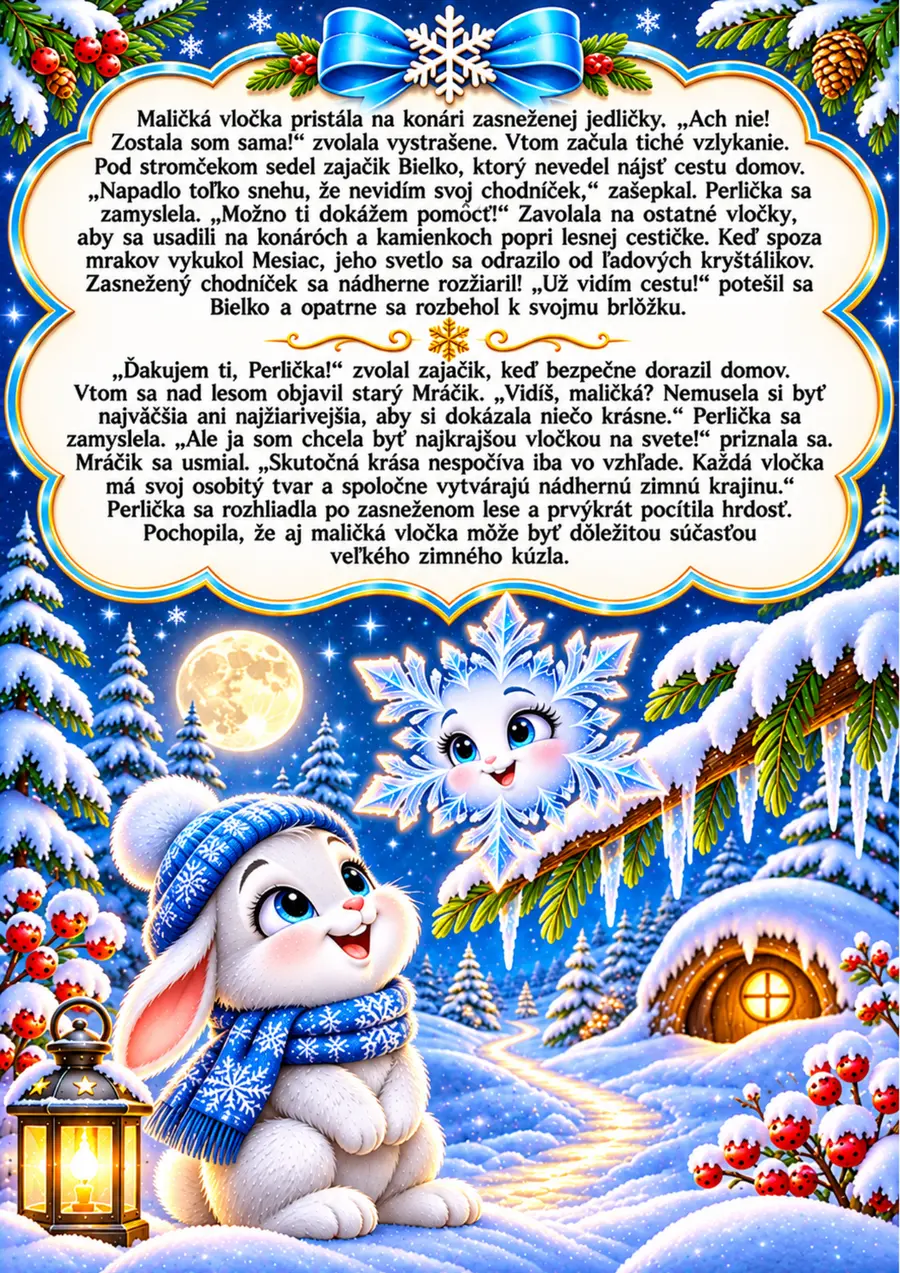 Maličká vločka pristála na konári zasneženej jedličky. „Ach nie!
Zostala som sama!“ zvolala vystrašene. Vtom začula tiché vzlykanie.
Pod stromčekom sedel zajačik Bielko, ktorý nevedel nájsť cestu domov.
„Napadlo toľko snehu, že nevidím svoj chodníček,“ zašepkal. Perlička sa
zamyslela. „Možno ti dokážem pomôcť!“ Zavolala na ostatné vločky,
aby sa usadili na konáróch a kamienkoch popri lesnej cestičke. Keď spoza
mrakov vykukol Mesiac, jeho svetlo sa odrazilo od ľadových kryštálikov.
Zasnežený chodníček sa nádherne rozžiaril! „Už vidím cestu!“ potešil sa
Bielko a opatrne sa rozbehol k svojmu brlôžku.
„Ďakujem ti, Perlička!“ zvolal zajačik, keď bezpečne dorazil domov.
Vtom sa nad lesom objavil starý Mráčik. „Vidíš, maličká? Nemusela si byť
najväčšia ani najžiarivejšia, aby si dokázala niečo krásne.“ Perlička sa
zamyslela. „Ale ja som chcela byť najkrajšou vločkou na svete!“ priznala sa.
Mráčik sa usmial. „Skutočná krása nespočíva iba vo vzhľade. Každá vločka
má svoj osobitý tvar a spoločne vytvárajú nádhernú zimnú krajinu.“
Perlička sa rozhliadla po zasneženom lese a prvýkrát pocítila hrdosť.
Pochopila, že aj maličká vločka môže byť dôležitou súčasťou
veľkého zimného kúzla.